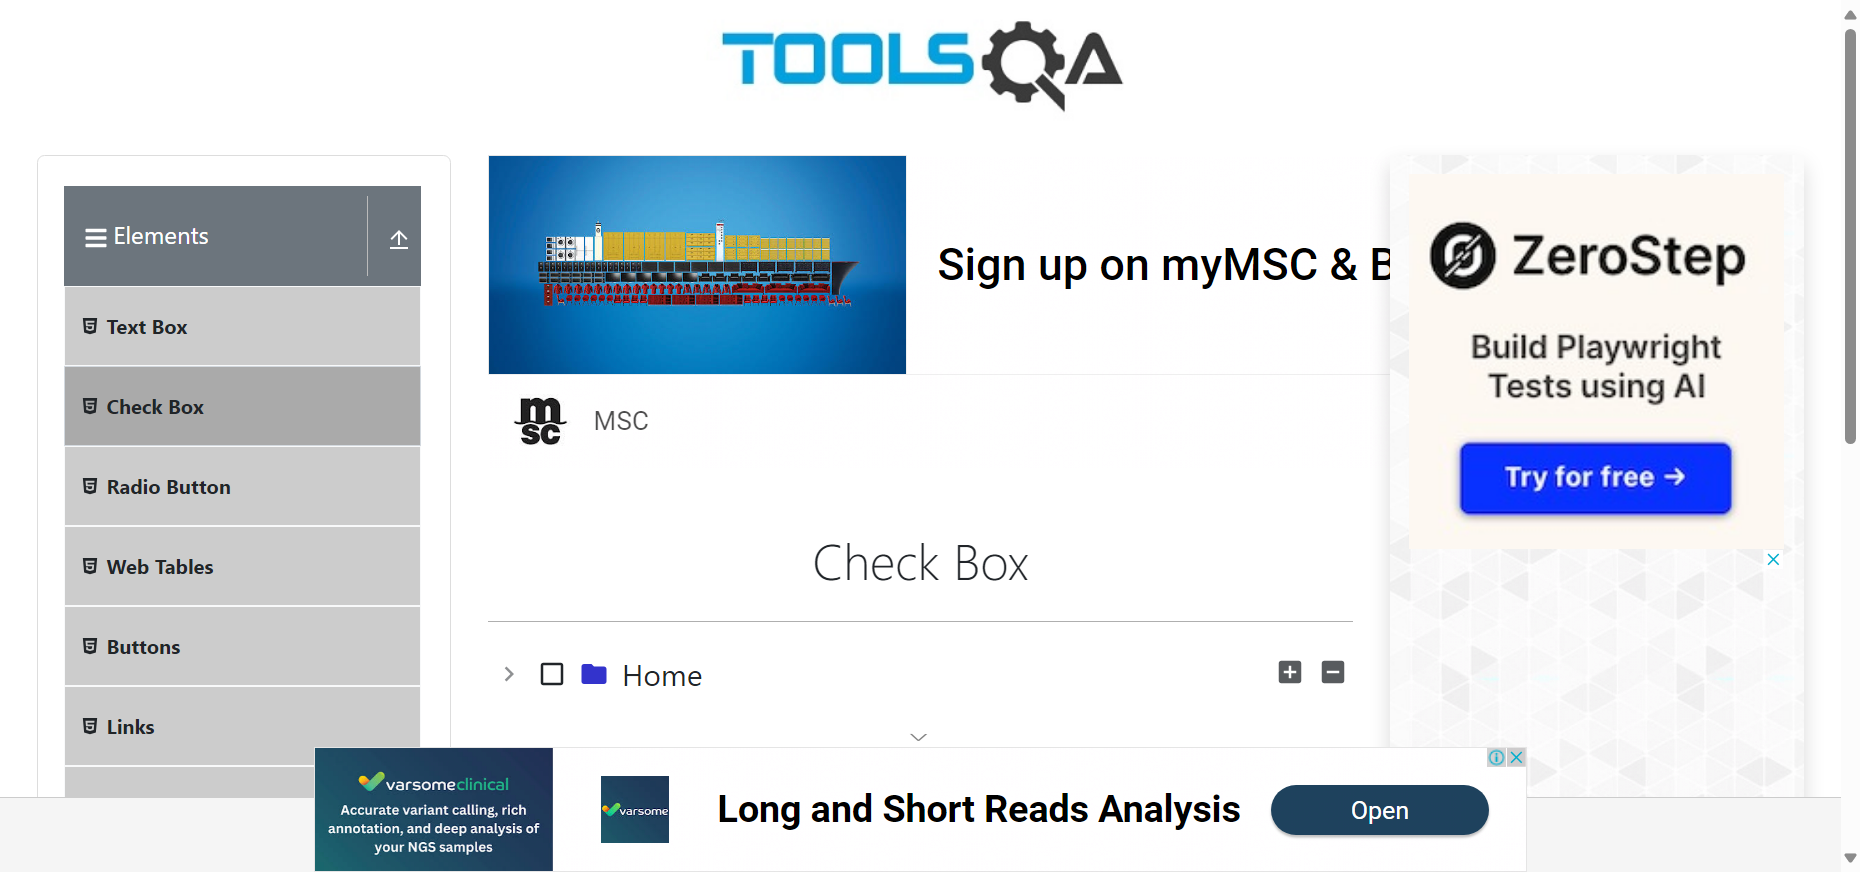 TOOLSQA
Elements
Text Box
Check Box
Radio Button
Web Tables
Buttons
Links
Sign up on myMSC & B
msc
MSC
Check Box
Home
ZeroStep
Build Playwright
Tests using AI
Try for free →
varsomeclinical
Accurate variant calling, rich
annotation, and deep analysis of
your NGS samples
varsome
Long and Short Reads Analysis
Open